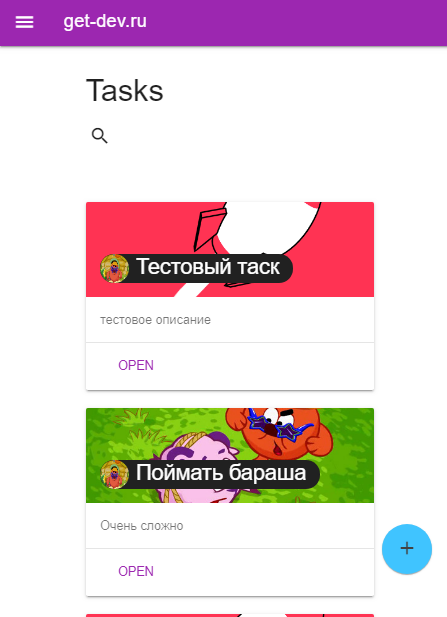 get-dev.ru
Tasks
Тестовый таск
тестовое описание
OPEN
Поймать бараша
Очень сложно
OPEN